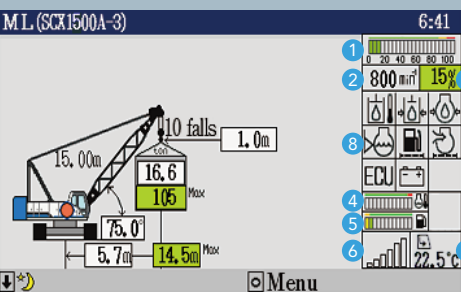 ML(SCX1500A-3) 6:41
1
0 20 40 60 80 100
2 800 min⁻¹ 15%
10 falls
1.0m
ton
15.00m
16.6
105 Max
8
ECU
75.0°
4
5
5.7m 14.5m Max
6 22.5°C
Menu